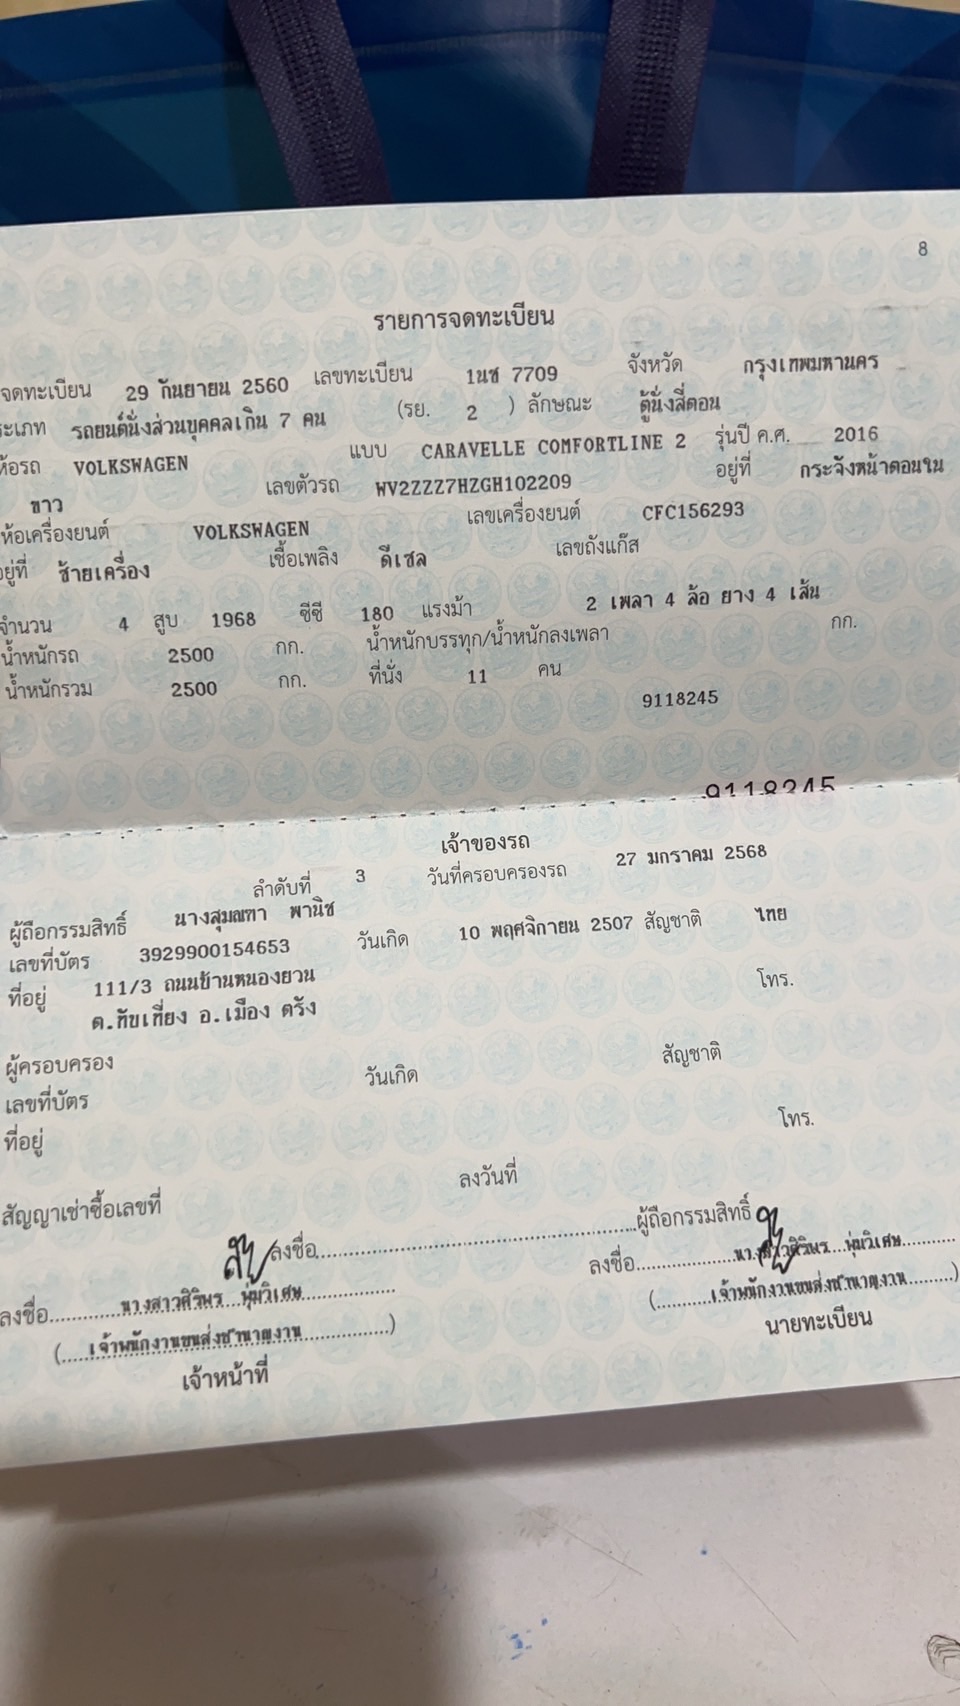 8
รายการจดทะเบียน
จดทะเบียน 29 กันยายน 2560 เลขทะเบียน 1นช 7709 จังหวัด กรุงเทพมหานคร
ระเภท รถยนต์นั่งส่วนบุคคลเกิน 7 คน (รย. 2 ) ลักษณะ ตู้นั่งสี่ตอน
ห้อรถ VOLKSWAGEN แบบ CARAVELLE COMFORTLINE 2 รุ่นปี ค.ศ. 2016
ขาว เลขตัวรถ WV2ZZZ7HZGH102209 อยู่ที่ กระจังหน้าตอนใน
ห้อเครื่องยนต์ VOLKSWAGEN เลขเครื่องยนต์ CFC156293
อยู่ที่ ซ้ายเครื่อง เชื้อเพลิง ดีเซล เลขถังแก๊ส
จำนวน 4 สูบ 1968 ซีซี 180 แรงม้า 2 เพลา 4 ล้อ ยาง 4 เส้น
น้ำหนักรถ 2500 กก. น้ำหนักบรรทุก/น้ำหนักลงเพลา กก.
น้ำหนักรวม 2500 กก. ที่นั่ง 11 คน
9118245
9118245
เจ้าของรถ
ลำดับที่ 3 วันที่ครอบครองรถ 27 มกราคม 2568
ผู้ถือกรรมสิทธิ์ นางสุมณฑา พานิช
เลขที่บัตร 3929900154653 วันเกิด 10 พฤศจิกายน 2507 สัญชาติ ไทย
ที่อยู่ 111/3 ถนนบ้านหนองยวน โทร.
ต.ทับเที่ยง อ.เมือง ตรัง
ผู้ครอบครอง
เลขที่บัตร วันเกิด สัญชาติ
ที่อยู่ โทร.
สัญญาเช่าซื้อเลขที่ ลงวันที่
ลงชื่อ....................ผู้ถือกรรมสิทธิ์
ลงชื่อ..........นางสาวศิริพร...พุ่มวิเศษ.......... ลงชื่อ..........นางสาวศิริพร...พุ่มวิเศษ..........
(.....เจ้าพนักงานขนส่งชำนาญงาน..........) (..........เจ้าพนักงานขนส่งชำนาญงาน..........)
เจ้าหน้าที่ นายทะเบียน